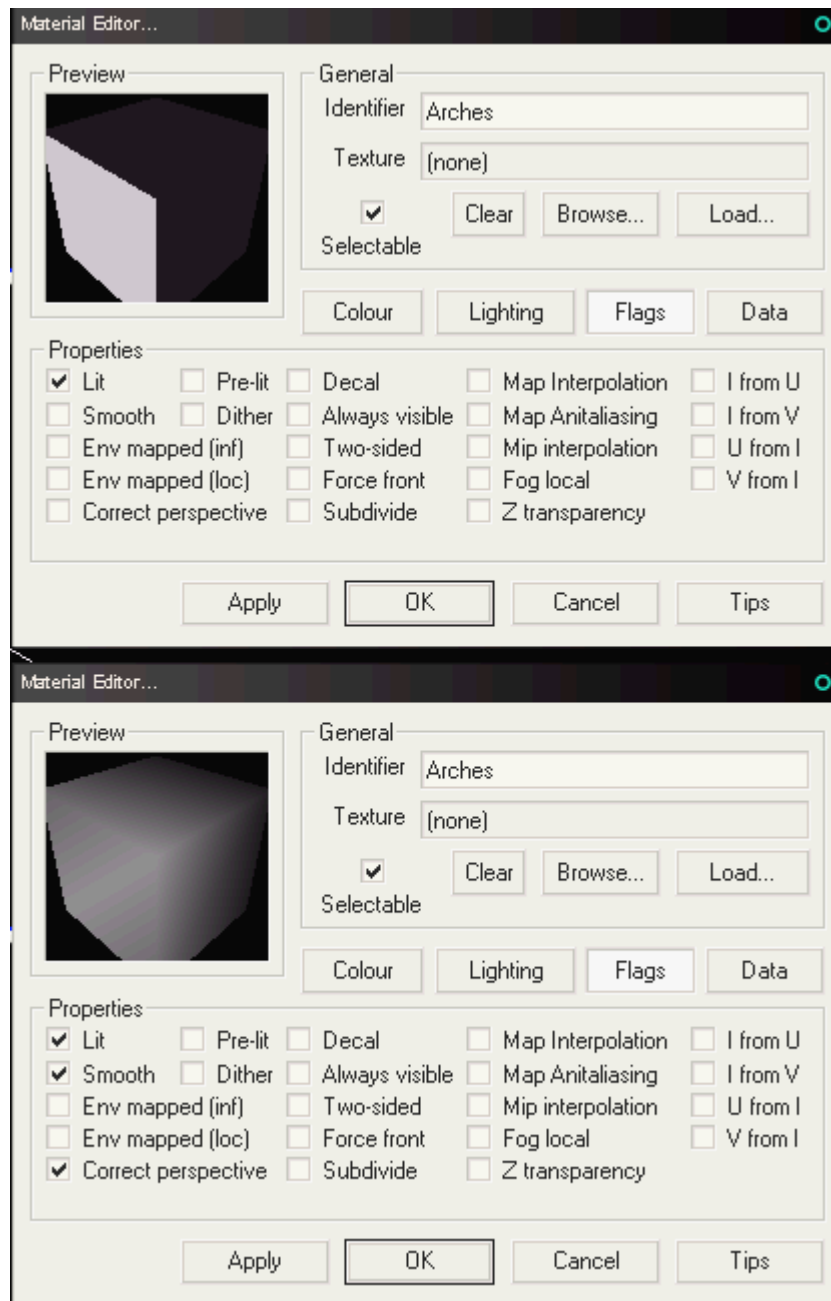 Material Editor...
Preview
General
Identifier Arches
Texture (none)
Selectable
Clear Browse... Load...
Colour Lighting Flags Data
Properties
Lit Pre-lit Decal Map Interpolation I from U
Smooth Dither Always visible Map Anitaliasing I from V
Env mapped (inf) Two-sided Mip interpolation U from I
Env mapped (loc) Force front Fog local V from I
Correct perspective Subdivide Z transparency
Apply OK Cancel Tips
Material Editor...
Preview
General
Identifier Arches
Texture (none)
Selectable
Clear Browse... Load...
Colour Lighting Flags Data
Properties
Lit Pre-lit Decal Map Interpolation I from U
Smooth Dither Always visible Map Anitaliasing I from V
Env mapped (inf) Two-sided Mip interpolation U from I
Env mapped (loc) Force front Fog local V from I
Correct perspective Subdivide Z transparency
Apply OK Cancel Tips